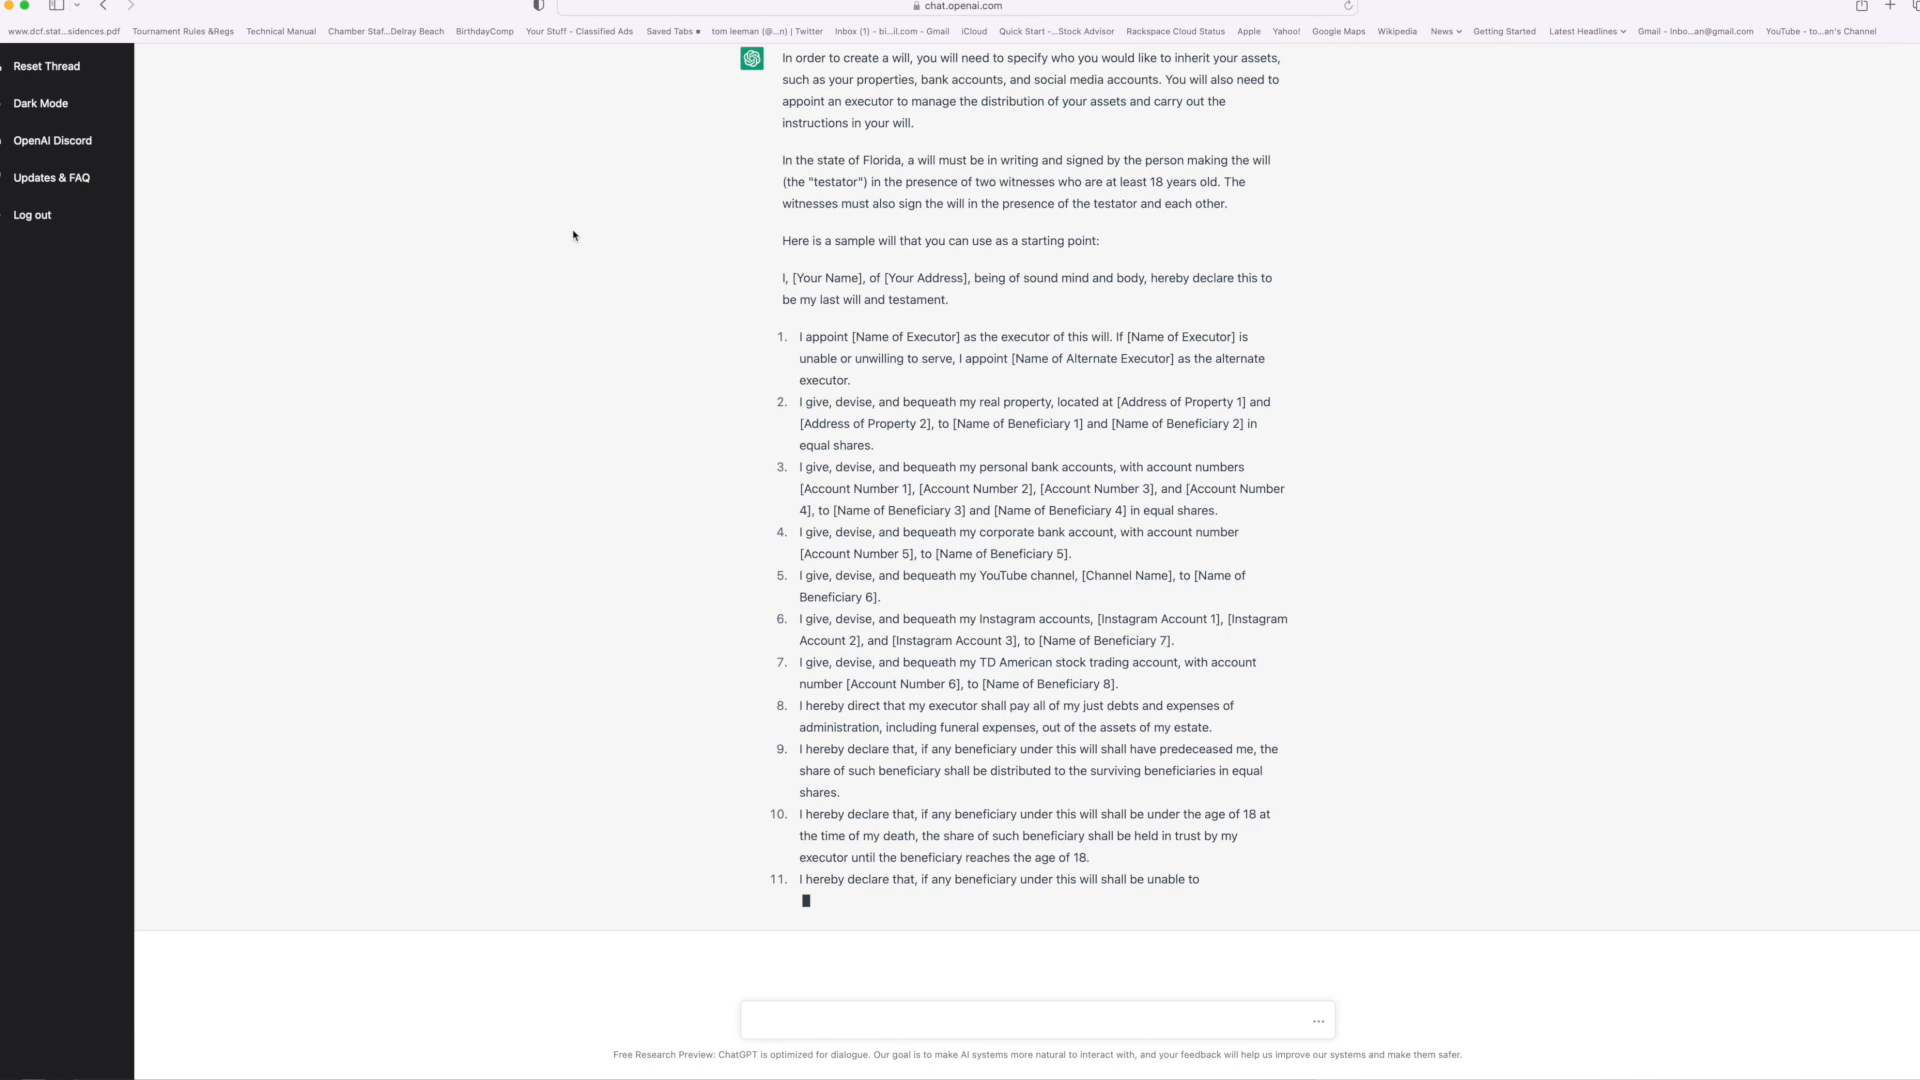 chat.openai.com
www.dcf.stat...sidences.pdf Tournament Rules &Regs Technical Manual Chamber Staf...Delray Beach BirthdayComp Your Stuff - Classified Ads Saved Tabs tom leeman (@...n) | Twitter Inbox (1) - bi...il.com - Gmail iCloud Quick Start -...Stock Advisor Rackspace Cloud Status Apple Yahoo! Google Maps Wikipedia News Getting Started Latest Headlines Gmail - Inbo...an@gmail.com YouTube - to...an's Channel
Reset Thread
Dark Mode
OpenAI Discord
Updates & FAQ
Log out
In order to create a will, you will need to specify who you would like to inherit your assets,
such as your properties, bank accounts, and social media accounts. You will also need to
appoint an executor to manage the distribution of your assets and carry out the
instructions in your will.
In the state of Florida, a will must be in writing and signed by the person making the will
(the "testator") in the presence of two witnesses who are at least 18 years old. The
witnesses must also sign the will in the presence of the testator and each other.
Here is a sample will that you can use as a starting point:
I, [Your Name], of [Your Address], being of sound mind and body, hereby declare this to
be my last will and testament.
1. I appoint [Name of Executor] as the executor of this will. If [Name of Executor] is
unable or unwilling to serve, I appoint [Name of Alternate Executor] as the alternate
executor.
2. I give, devise, and bequeath my real property, located at [Address of Property 1] and
[Address of Property 2], to [Name of Beneficiary 1] and [Name of Beneficiary 2] in
equal shares.
3. I give, devise, and bequeath my personal bank accounts, with account numbers
[Account Number 1], [Account Number 2], [Account Number 3], and [Account Number
4], to [Name of Beneficiary 3] and [Name of Beneficiary 4] in equal shares.
4. I give, devise, and bequeath my corporate bank account, with account number
[Account Number 5], to [Name of Beneficiary 5].
5. I give, devise, and bequeath my YouTube channel, [Channel Name], to [Name of
Beneficiary 6].
6. I give, devise, and bequeath my Instagram accounts, [Instagram Account 1], [Instagram
Account 2], and [Instagram Account 3], to [Name of Beneficiary 7].
7. I give, devise, and bequeath my TD American stock trading account, with account
number [Account Number 6], to [Name of Beneficiary 8].
8. I hereby direct that my executor shall pay all of my just debts and expenses of
administration, including funeral expenses, out of the assets of my estate.
9. I hereby declare that, if any beneficiary under this will shall have predeceased me, the
share of such beneficiary shall be distributed to the surviving beneficiaries in equal
shares.
10. I hereby declare that, if any beneficiary under this will shall be under the age of 18 at
the time of my death, the share of such beneficiary shall be held in trust by my
executor until the beneficiary reaches the age of 18.
11. I hereby declare that, if any beneficiary under this will shall be unable to
...
Free Research Preview: ChatGPT is optimized for dialogue. Our goal is to make AI systems more natural to interact with, and your feedback will help us improve our systems and make them safer.